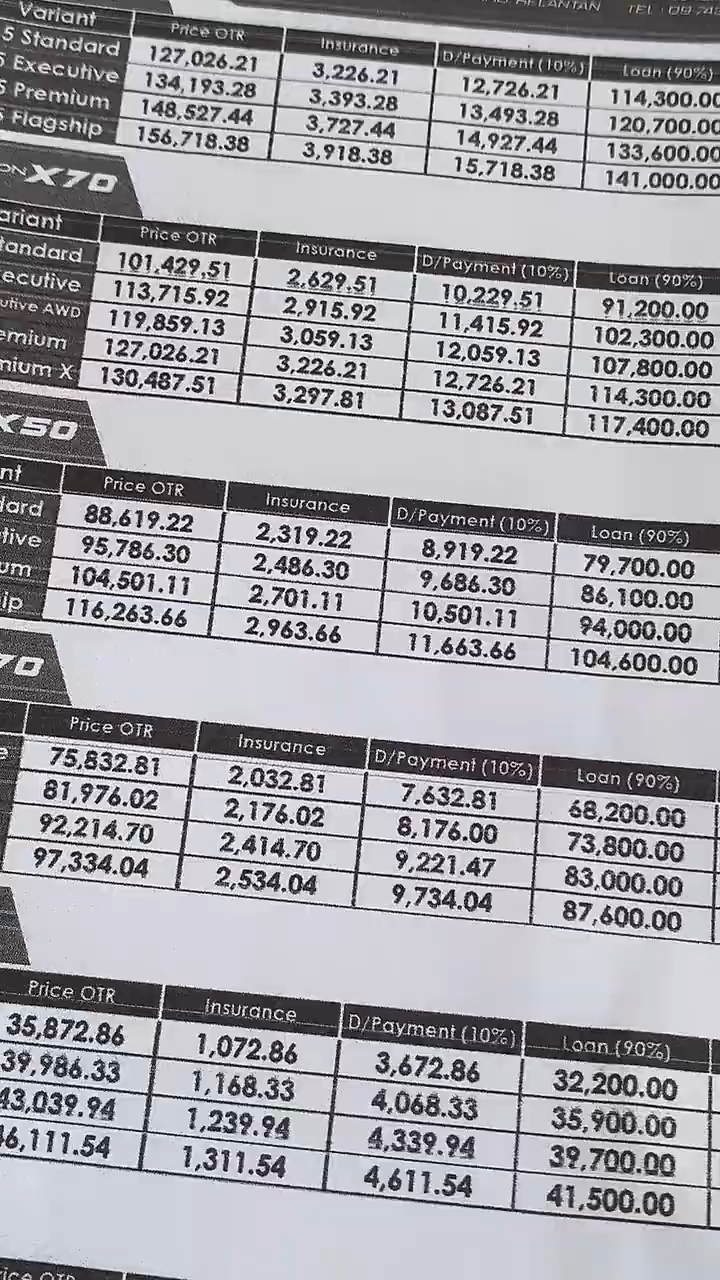 KELANTAN TEL : 09 743
Variant Price OTR Insurance D/Payment (10%) Loan (90%)
5 Standard 127,026.21 3,226.21 12,726.21 114,300.00
5 Executive 134,193.28 3,393.28 13,493.28 120,700.00
5 Premium 148,527.44 3,727.44 14,927.44 133,600.00
5 Flagship 156,718.38 3,918.38 15,718.38 141,000.00
ON X70
ariant Price OTR Insurance D/Payment (10%) Loan (90%)
tandard 101,429.51 2,629.51 10,229.51 91,200.00
ecutive 113,715.92 2,915.92 11,415.92 102,300.00
utive AWD 119,859.13 3,059.13 12,059.13 107,800.00
emium 127,026.21 3,226.21 12,726.21 114,300.00
mium X 130,487.51 3,297.81 13,087.51 117,400.00
X50
nt Price OTR Insurance D/Payment (10%) Loan (90%)
dard 88,619.22 2,319.22 8,919.22 79,700.00
tive 95,786.30 2,486.30 9,686.30 86,100.00
um 104,501.11 2,701.11 10,501.11 94,000.00
ip 116,263.66 2,963.66 11,663.66 104,600.00
70
Price OTR Insurance D/Payment (10%) Loan (90%)
e 75,832.81 2,032.81 7,632.81 68,200.00
81,976.02 2,176.02 8,176.00 73,800.00
92,214.70 2,414.70 9,221.47 83,000.00
97,334.04 2,534.04 9,734.04 87,600.00
Price OTR Insurance D/Payment (10%) Loan (90%)
35,872.86 1,072.86 3,672.86 32,200.00
39,986.33 1,168.33 4,068.33 35,900.00
43,039.94 1,239.94 4,339.94 39,700.00
46,111.54 1,311.54 4,611.54 41,500.00
rice OTR